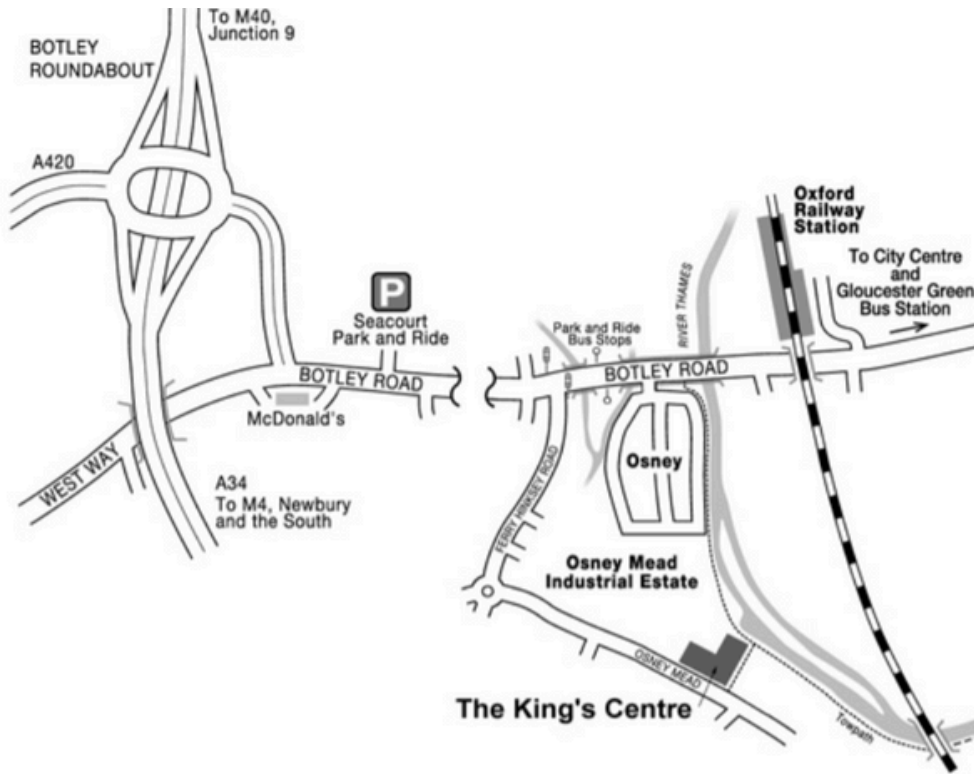 To M40,
Junction 9
BOTLEY
ROUNDABOUT
A420
Oxford
Railway
Station
To City Centre
and
Gloucester Green
Bus Station
P
Seacourt
Park and Ride
RIVER THAMES
Park and Ride
Bus Stops
BOTLEY ROAD
BOTLEY ROAD
McDonald's
WEST WAY
A34
To M4, Newbury
and the South
FERRY HINKSEY ROAD
Osney
Osney Mead
Industrial Estate
OSNEY MEAD
The King's Centre
Towpath